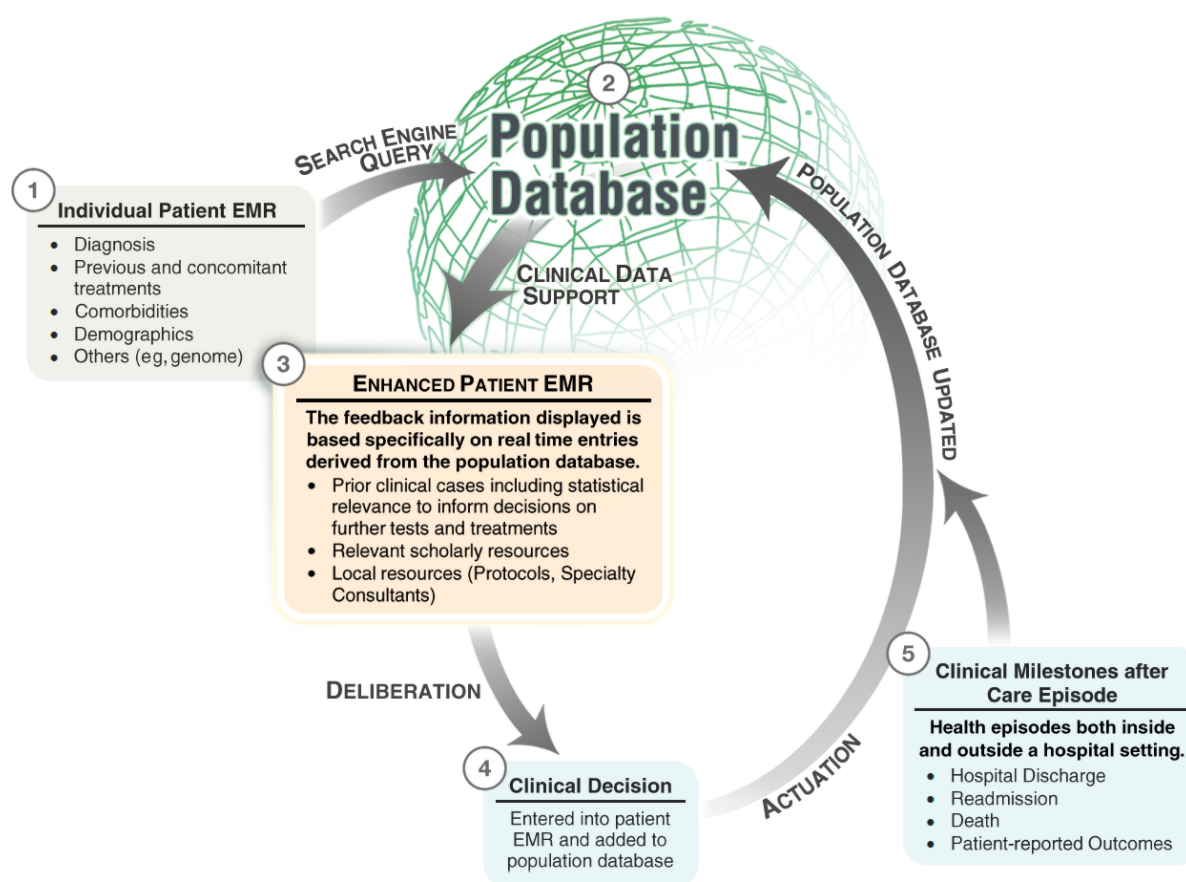 2
Population
Database
SEARCH ENGINE
QUERY
1
Individual Patient EMR
• Diagnosis
• Previous and concomitant
treatments
• Comorbidities
• Demographics
• Others (eg, genome)
CLINICAL DATA
SUPPORT
POPULATION DATABASE UPDATED
3
ENHANCED PATIENT EMR
The feedback information displayed is
based specifically on real time entries
derived from the population database.
• Prior clinical cases including statistical
relevance to inform decisions on
further tests and treatments
• Relevant scholarly resources
• Local resources (Protocols, Specialty
Consultants)
DELIBERATION
4
Clinical Decision
Entered into patient
EMR and added to
population database
ACTUATION
5
Clinical Milestones after
Care Episode
Health episodes both inside
and outside a hospital setting.
• Hospital Discharge
• Readmission
• Death
• Patient-reported Outcomes